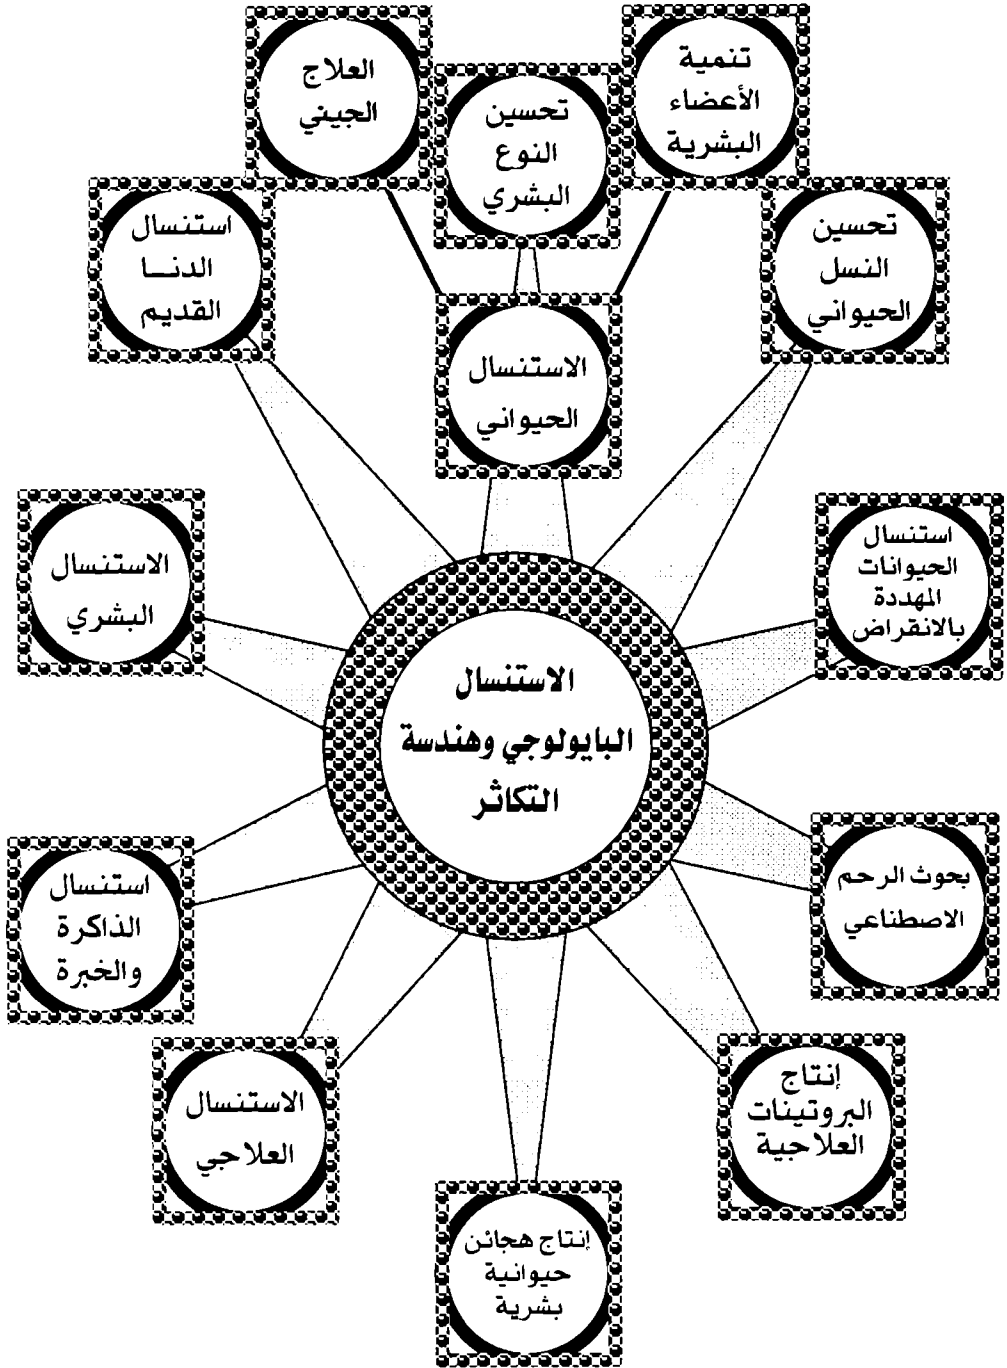 العلاج
الجيني
تحسين
النوع
البشري
تنمية
الأعضاء
البشرية
استنسال
الدنــا
القديم
تحسين
النسل
الحيواني
الاستنسال
الحيواني
الاستنسال
البشري
استنسال
الحيوانات
المهددة
بالانقراض
الاستنسال
البايولوجي وهندسة
التكاثر
استنسال
الذاكرة
والخبرة
بحوث الرحم
الاصطناعي
الاستنسال
العلاجي
إنتاج
البروتينات
العلاجية
إنتاج هجائن
حيوانية
بشرية